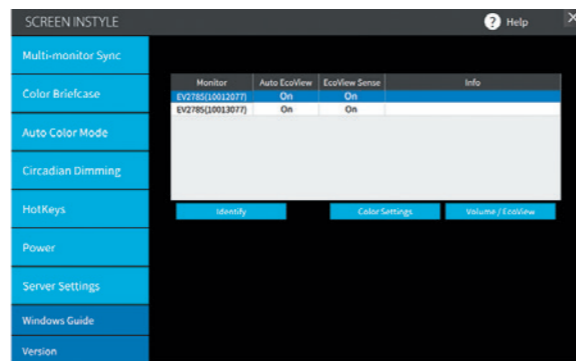 SCREEN INSTYLE
? Help X
Multi-monitor Sync
Color Briefcase
Auto Color Mode
Circadian Dimming
HotKeys
Power
Server Settings
Windows Guide
Version
Monitor Auto EcoView EcoView Sense Info
EV2785(10012077) On On
EV2785(10013077) On On
Identify Color Settings Volume / EcoView